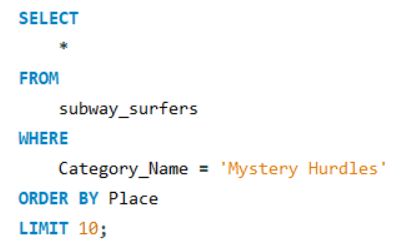 SELECT
*
FROM
subway_surfers
WHERE
Category_Name = 'Mystery Hurdles'
ORDER BY Place
LIMIT 10;